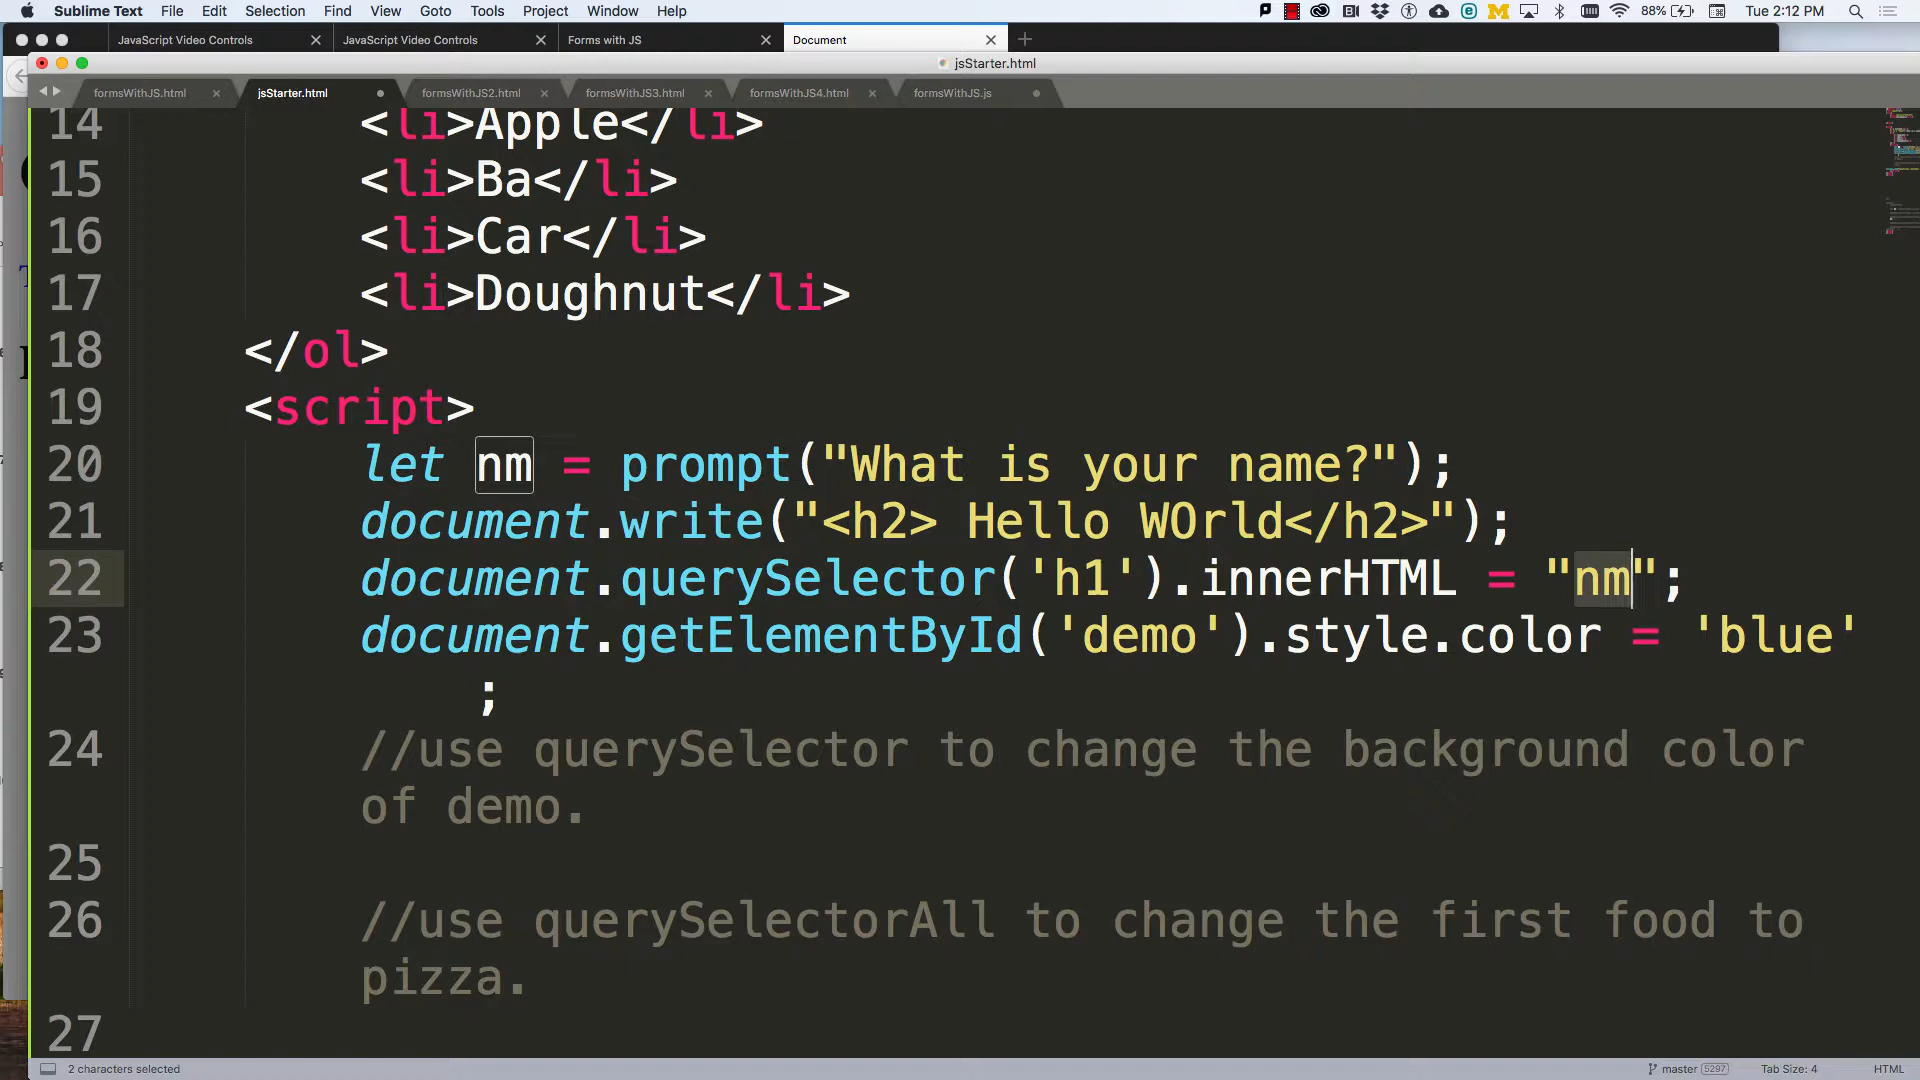 Sublime Text File Edit Selection Find View Goto Tools Project Window Help 88% Tue 2:12 PM
JavaScript Video Controls JavaScript Video Controls Forms with JS Document
jsStarter.html
formsWithJS.html jsStarter.html formsWithJS2.html formsWithJS3.html formsWithJS4.html formsWithJS.js
14 <li>Apple</li>
15 <li>Ba</li>
16 <li>Car</li>
17 <li>Doughnut</li>
18 </ol>
19 <script>
20 let nm = prompt("What is your name?");
21 document.write("<h2> Hello WOrld</h2>");
22 document.querySelector('h1').innerHTML = "nm";
23 document.getElementById('demo').style.color = 'blue'
;
24 //use querySelector to change the background color
of demo.
25
26 //use querySelectorAll to change the first food to
pizza.
27
2 characters selected master 5297 Tab Size: 4 HTML